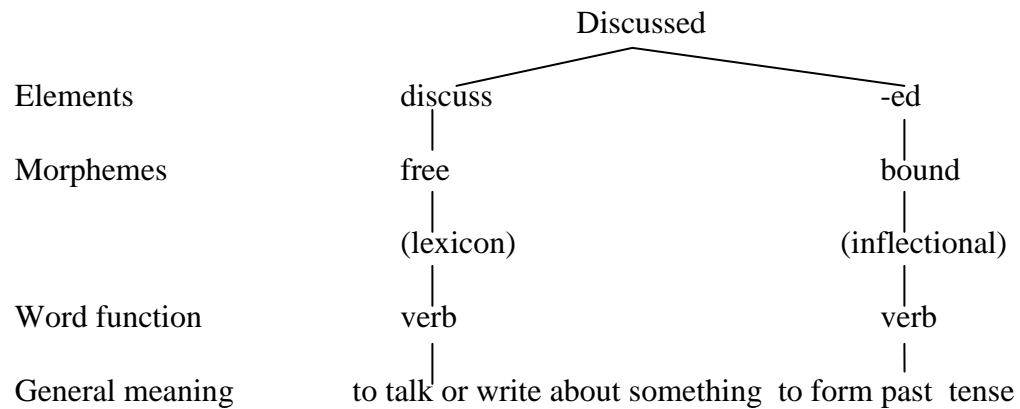 Discussed
Elements discuss -ed
Morphemes free bound
(lexicon) (inflectional)
Word function verb verb
General meaning to talk or write about something to form past tense